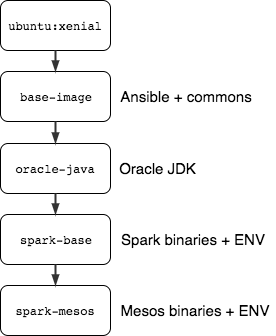 ubuntu:xenial
base-image
Ansible + commons
oracle-java
Oracle JDK
spark-base
Spark binaries + ENV
spark-mesos
Mesos binaries + ENV